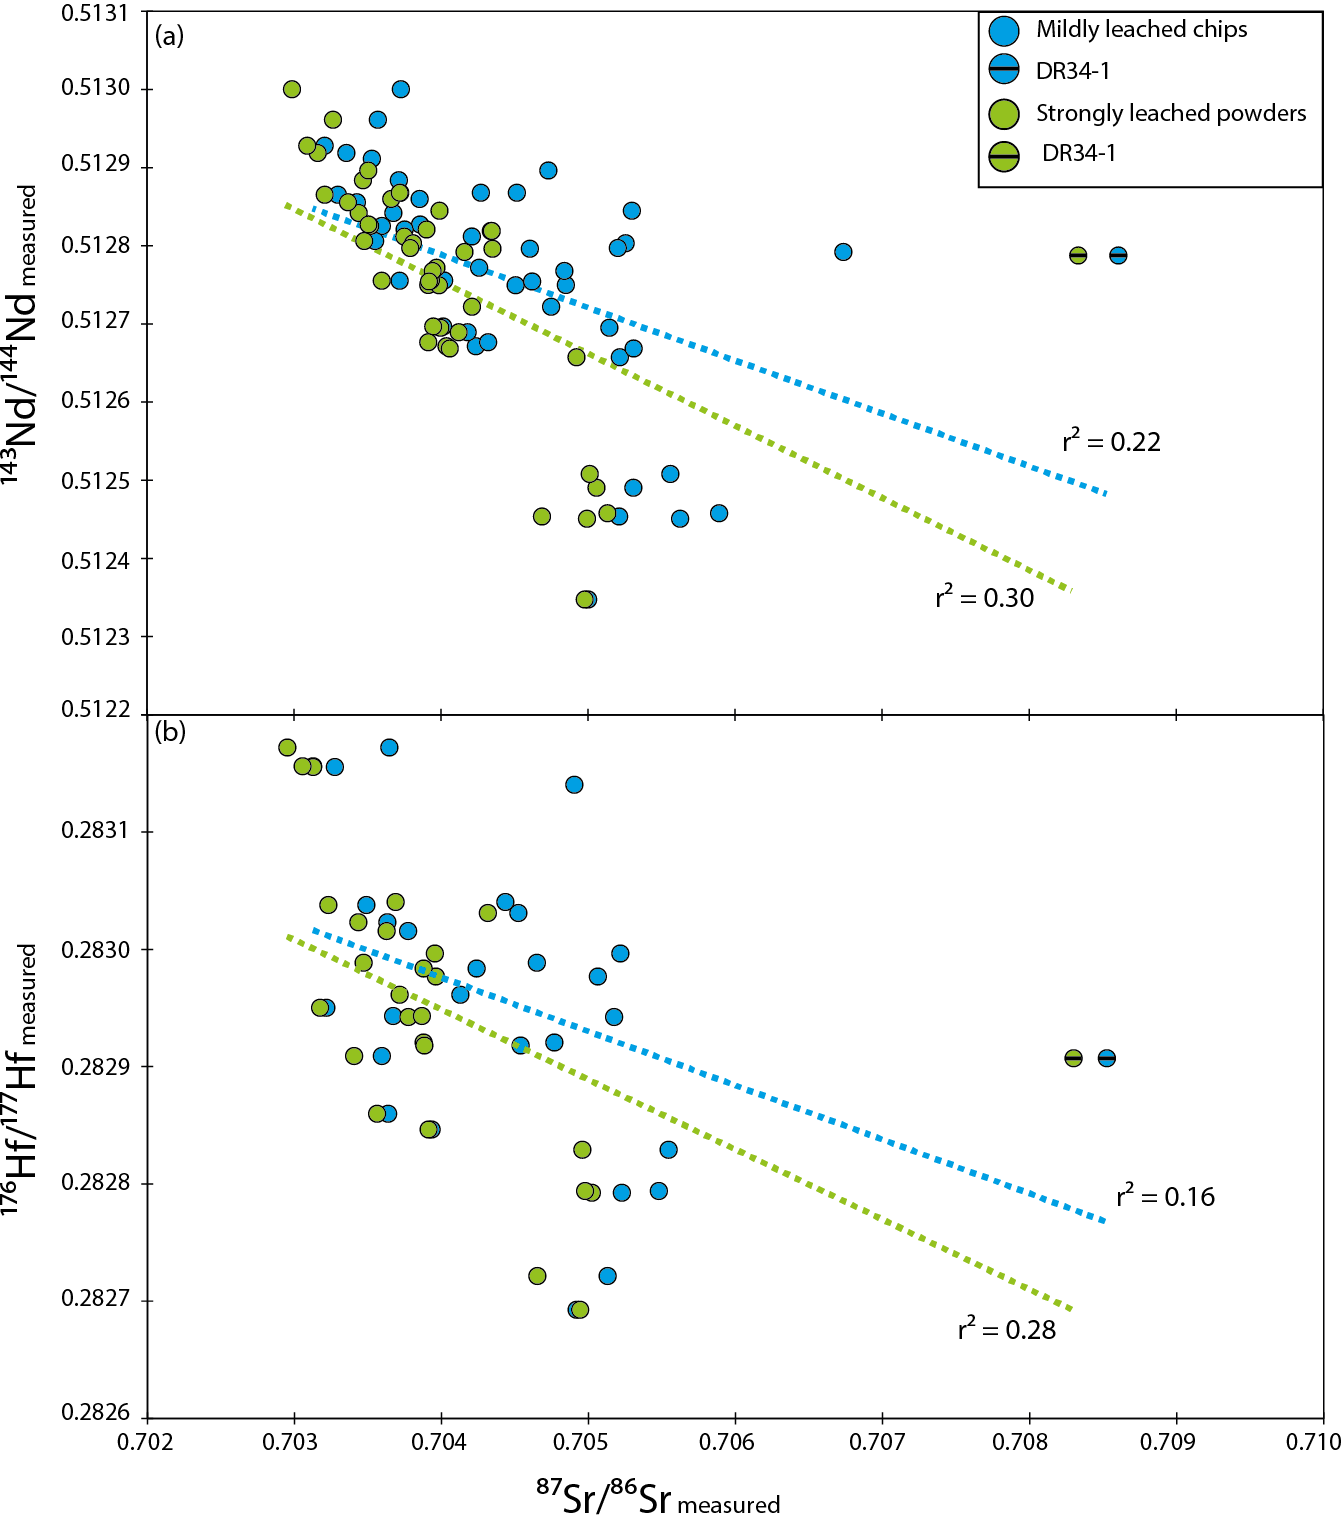 (a)
Mildly leached chips
DR34-1
Strongly leached powders
DR34-1
0.5131
0.5130
0.5129
0.5128
0.5127
0.5126
0.5125
0.5124
0.5123
0.5122
¹⁴³Nd/¹⁴⁴Nd measured
r² = 0.22
r² = 0.30
(b)
0.2831
0.2830
0.2829
0.2828
0.2827
0.2826
¹⁷⁶Hf/¹⁷⁷Hf measured
r² = 0.16
r² = 0.28
0.702 0.703 0.704 0.705 0.706 0.707 0.708 0.709 0.710
⁸⁷Sr/⁸⁶Sr measured